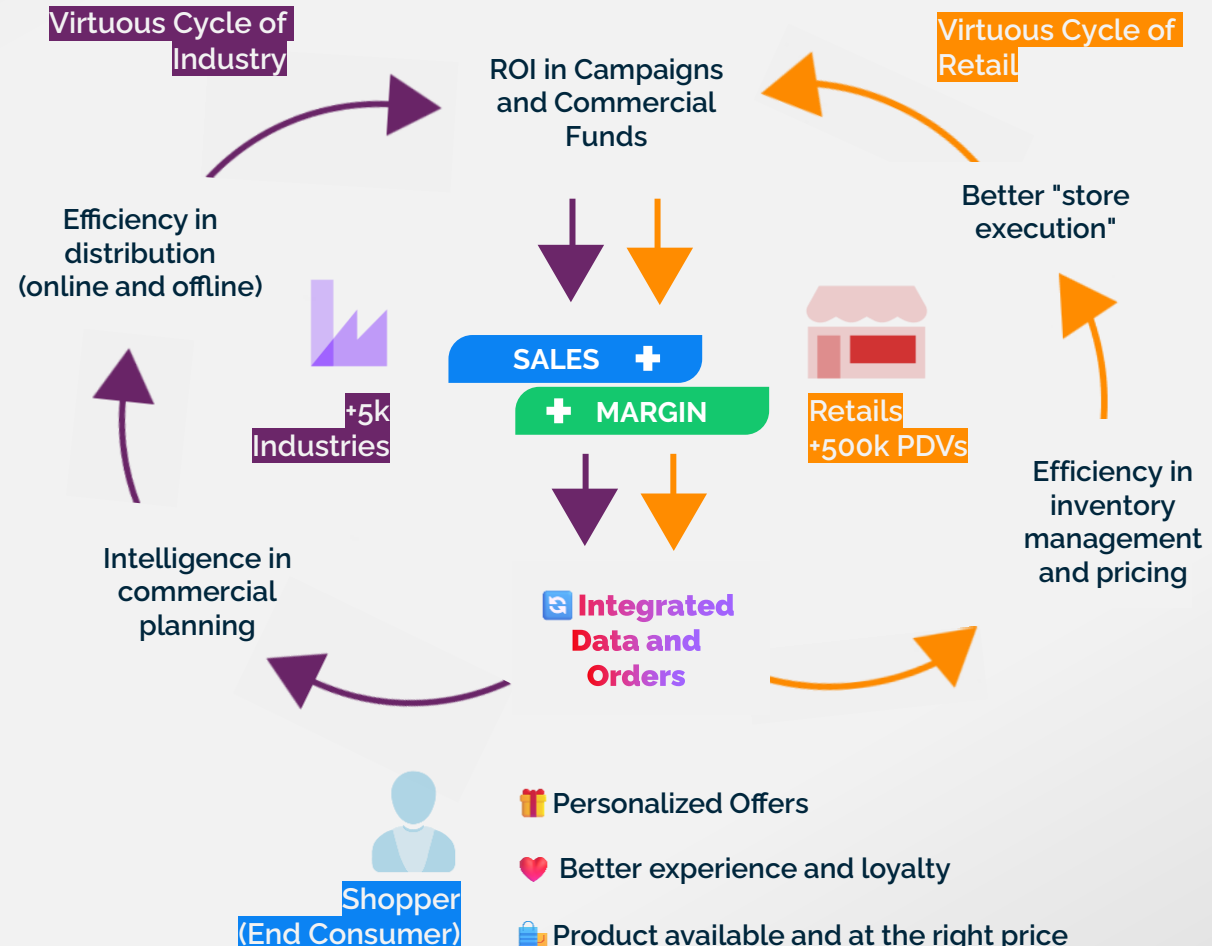 Virtuous Cycle of
Industry
Virtuous Cycle of
Retail
ROI in Campaigns
and Commercial
Funds
Efficiency in
distribution
(online and offline)
Better "store
execution"
SALES +
+ MARGIN
+5k
Industries
Retails
+500k PDVs
Efficiency in
inventory
management
and pricing
Intelligence in
commercial
planning
Integrated
Data and
Orders
Personalized Offers
Better experience and loyalty
Shopper
(End Consumer)
Product available and at the right price